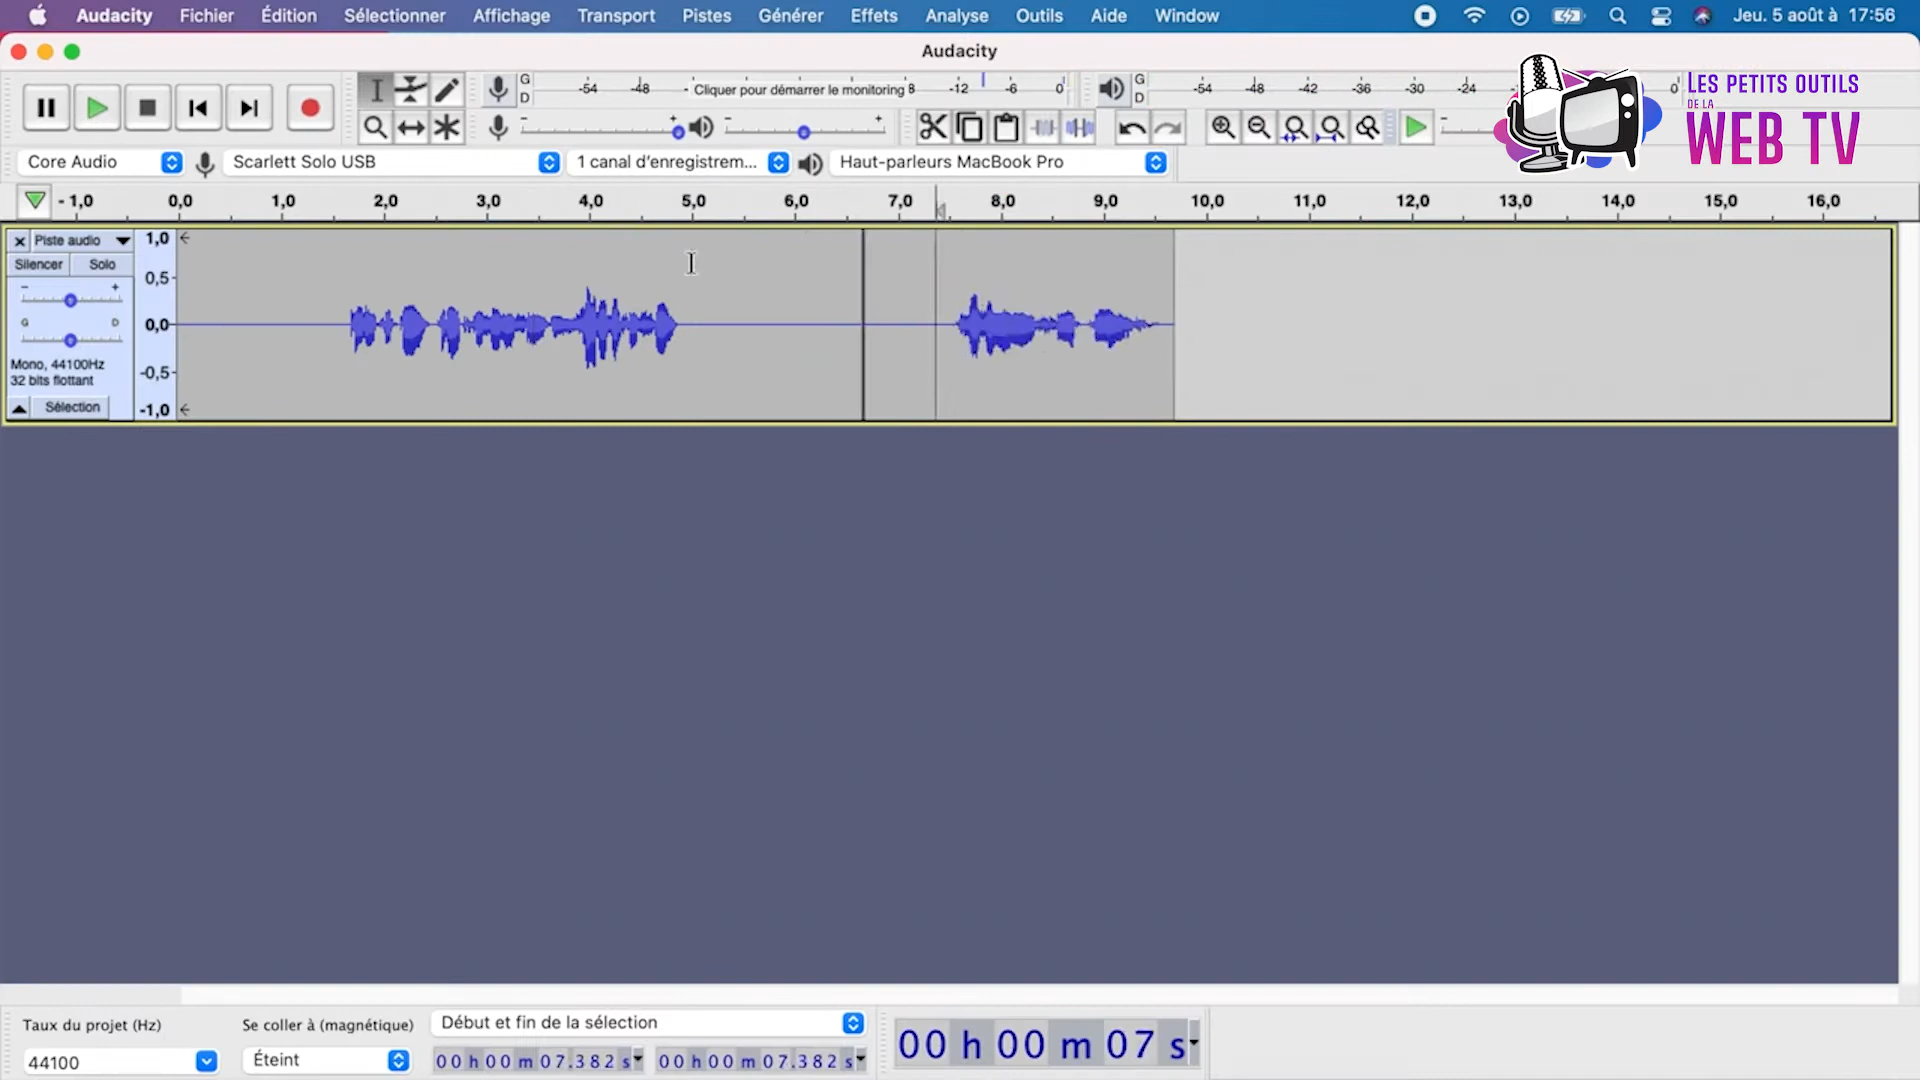 Audacity Fichier Édition Sélectionner Affichage Transport Pistes Générer Effets Analyse Outils Aide Window Jeu. 5 août à 17:56
Audacity
LES PETITS OUTILS
DE LA
WEB TV
G
D
-54 -48 - Cliquer pour démarrer le monitoring 8 -12 -6 0
G
D
-54 -48 -42 -36 -30 -24 0
Core Audio Scarlett Solo USB 1 canal d'enregistrem... Haut-parleurs MacBook Pro
- 1,0 0,0 1,0 2,0 3,0 4,0 5,0 6,0 7,0 8,0 9,0 10,0 11,0 12,0 13,0 14,0 15,0 16,0
Piste audio
Silencer Solo
G D
Mono, 44100Hz
32 bits flottant
Sélection
1,0
0,5
0,0
-0,5
-1,0
Taux du projet (Hz) Se coller à (magnétique) Début et fin de la sélection
44100 Éteint 00 h 00 m 07.382 s 00 h 00 m 07.382 s
00 h 00 m 07 s